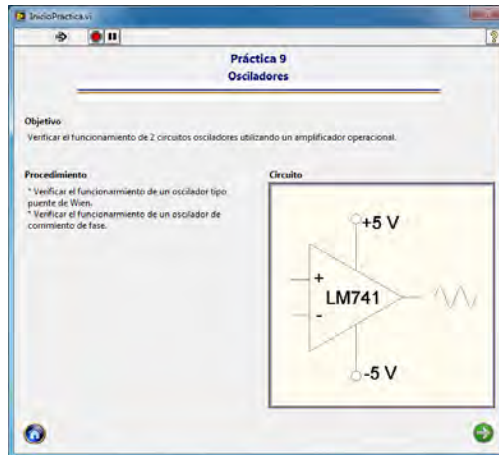 InicioPractica.vi
Práctica 9
Osciladores
Objetivo
Verificar el funcionamiento de 2 circuitos osciladores utilizando un amplificador operacional.
Procedimiento
* Verificar el funcionarmiento de un oscilador tipo
puente de Wien.
* Verificar el funcionarmiento de un oscilador de
corrimiento de fase.
Circuito
+5 V
+
LM741
-
-5 V